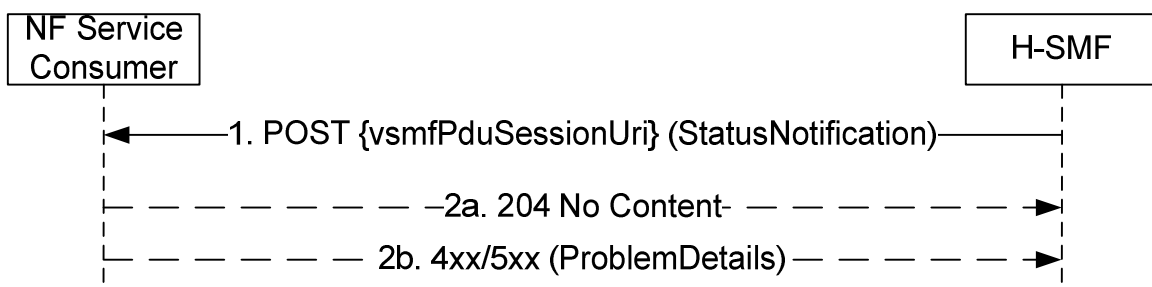 NF Service
Consumer
H-SMF
1. POST {vsmfPduSessionUri} (StatusNotification)
2a. 204 No Content
2b. 4xx/5xx (ProblemDetails)